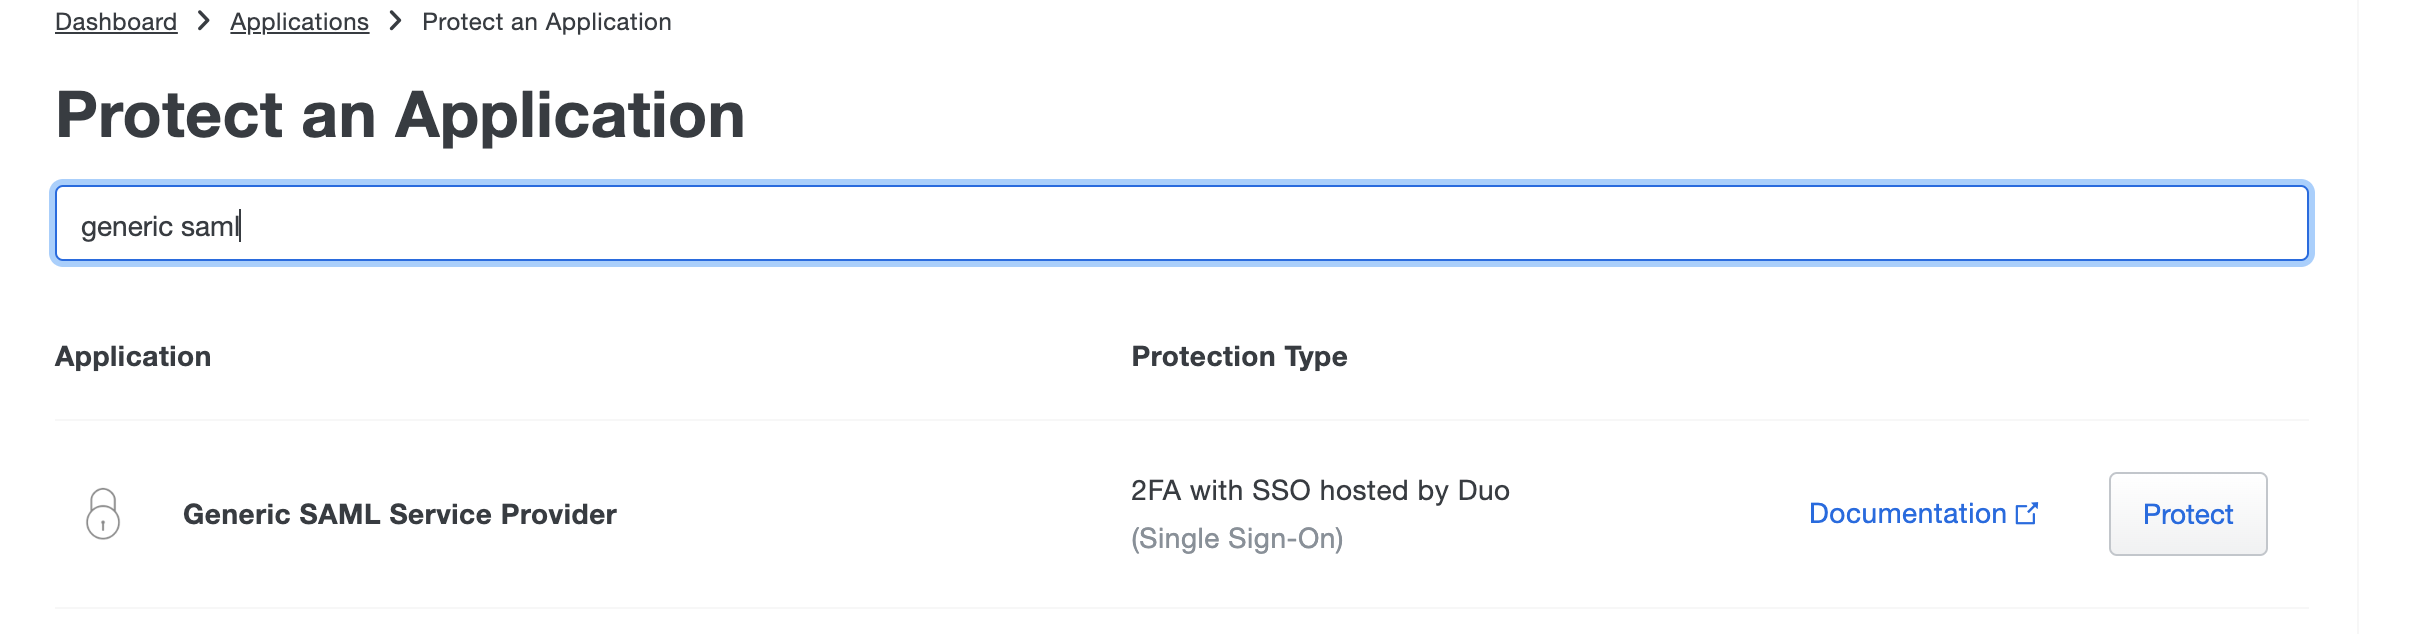 Dashboard > Applications > Protect an Application
Protect an Application
generic saml
Application Protection Type
Generic SAML Service Provider
2FA with SSO hosted by Duo
(Single Sign-On)
Documentation
Protect